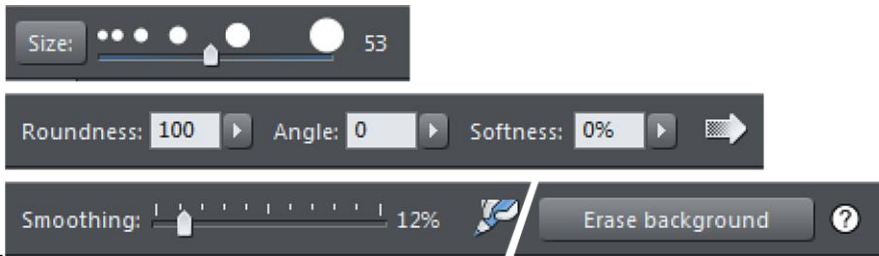 Size: 53
Roundness: 100 Angle: 0 Softness: 0%
Smoothing: 12% Erase background ?